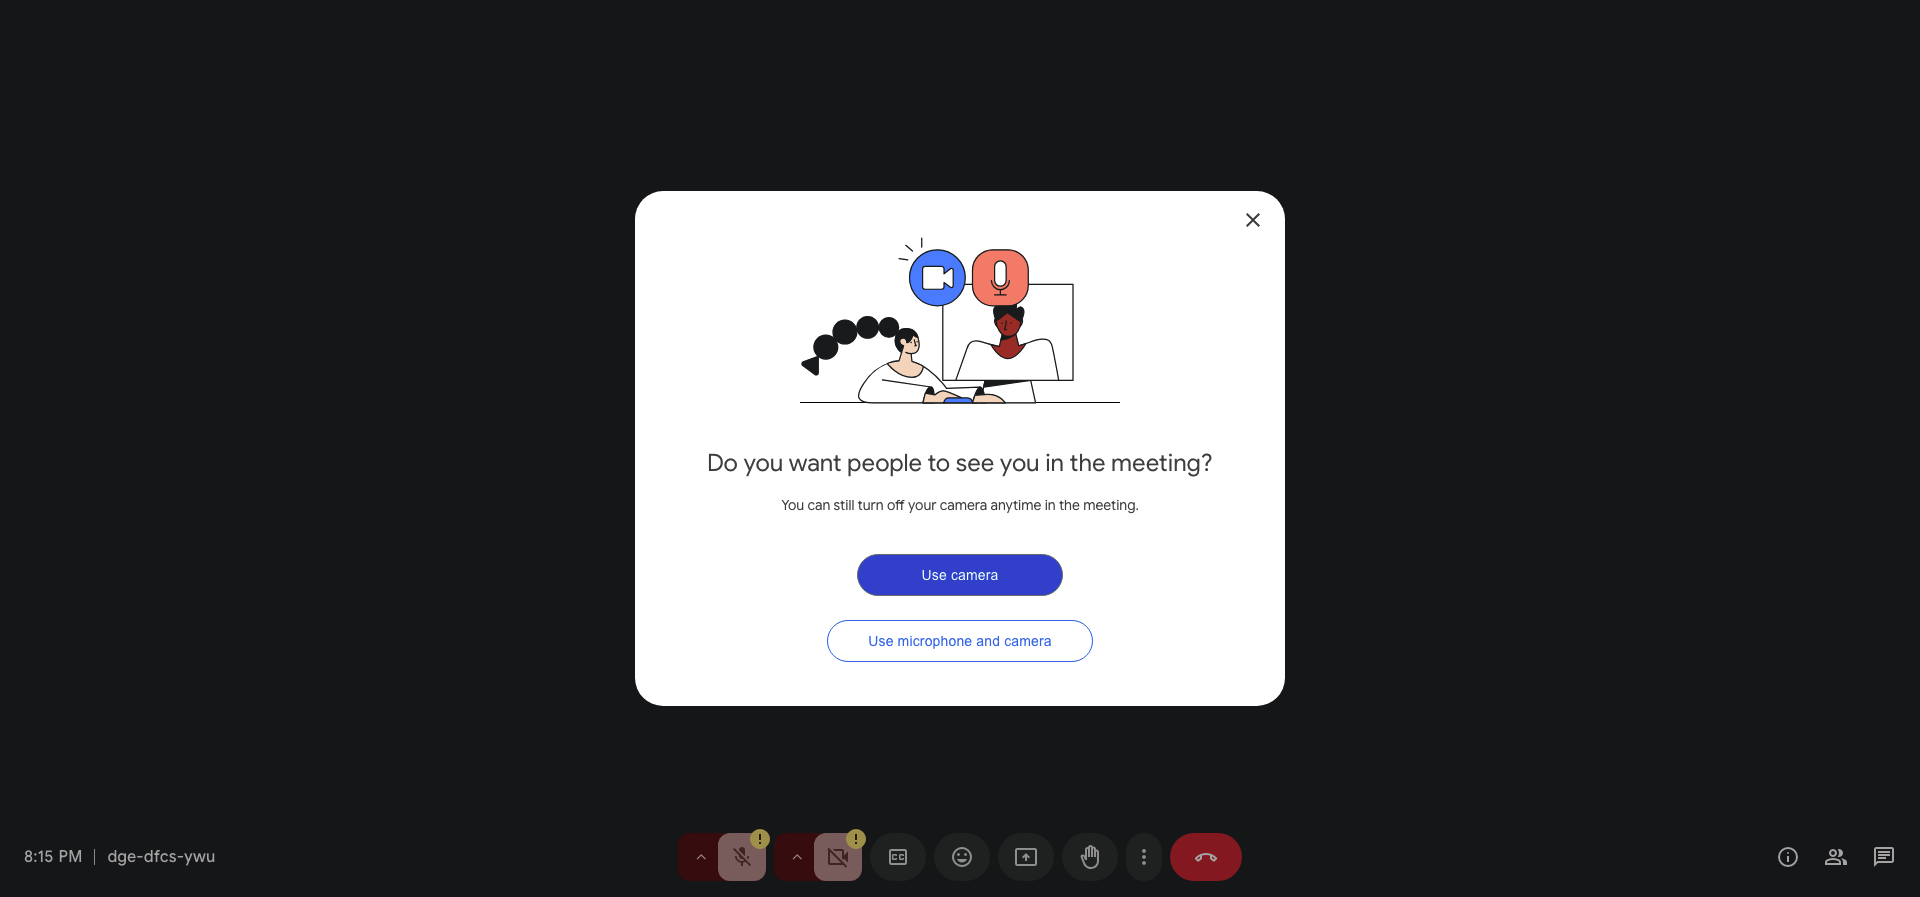 Do you want people to see you in the meeting?
You can still turn off your camera anytime in the meeting.
Use camera
Use microphone and camera
8:15 PM | dge-dfcs-ywu
CC